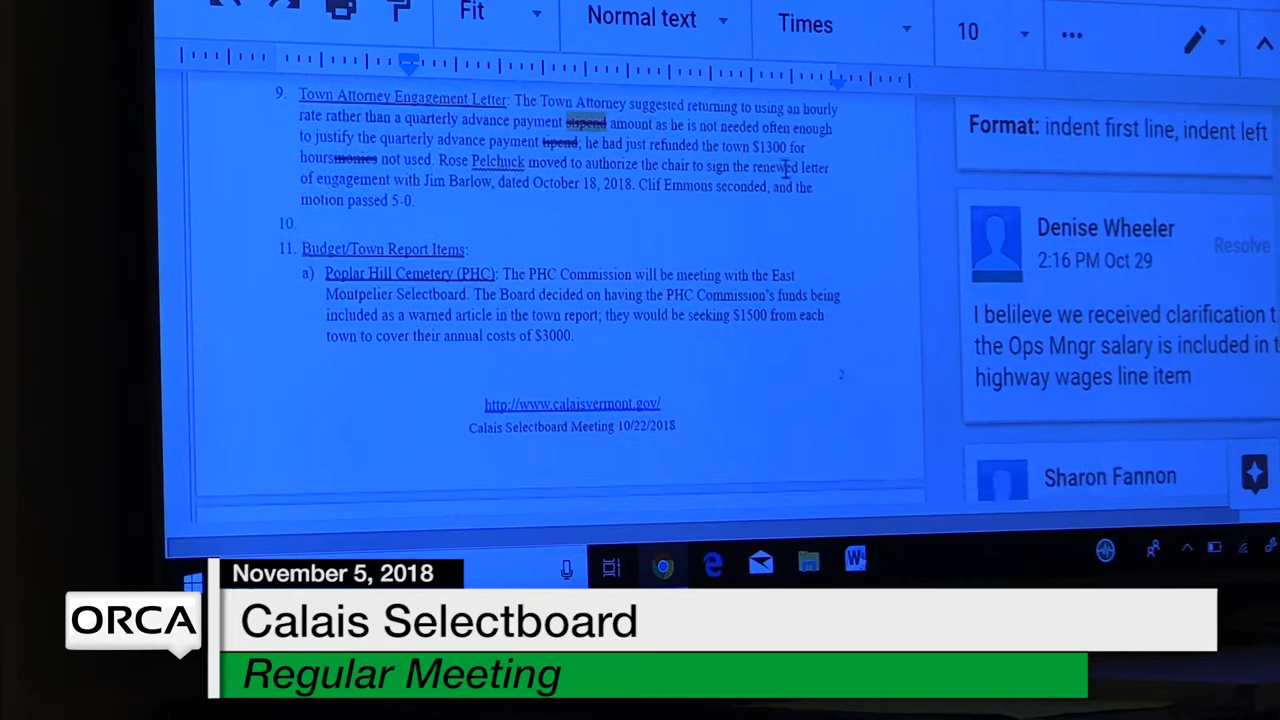 Fit
Normal text
Times
10
9. Town Attorney Engagement Letter: The Town Attorney suggested returning to using an hourly
rate rather than a quarterly advance payment stipend amount as he is not needed often enough
to justify the quarterly advance payment tipend; he had just refunded the town $1300 for
hoursmonies not used. Rose Pelchuck moved to authorize the chair to sign the renewed letter
of engagement with Jim Barlow, dated October 18, 2018. Clif Emmons seconded, and the
motion passed 5-0.
10.
11. Budget/Town Report Items:
a) Poplar Hill Cemetery (PHC): The PHC Commission will be meeting with the East
Montpelier Selectboard. The Board decided on having the PHC Commission's funds being
included as a warned article in the town report; they would be seeking $1500 from each
town to cover their annual costs of $3000.
2
http://www.calaisvermont.gov/
Calais Selectboard Meeting 10/22/2018
Format: indent first line, indent left
Denise Wheeler
Resolve
2:16 PM Oct 29
I belileve we received clarification t
the Ops Mngr salary is included in t
highway wages line item
Sharon Fannon
November 5, 2018
ORCA
Calais Selectboard
Regular Meeting